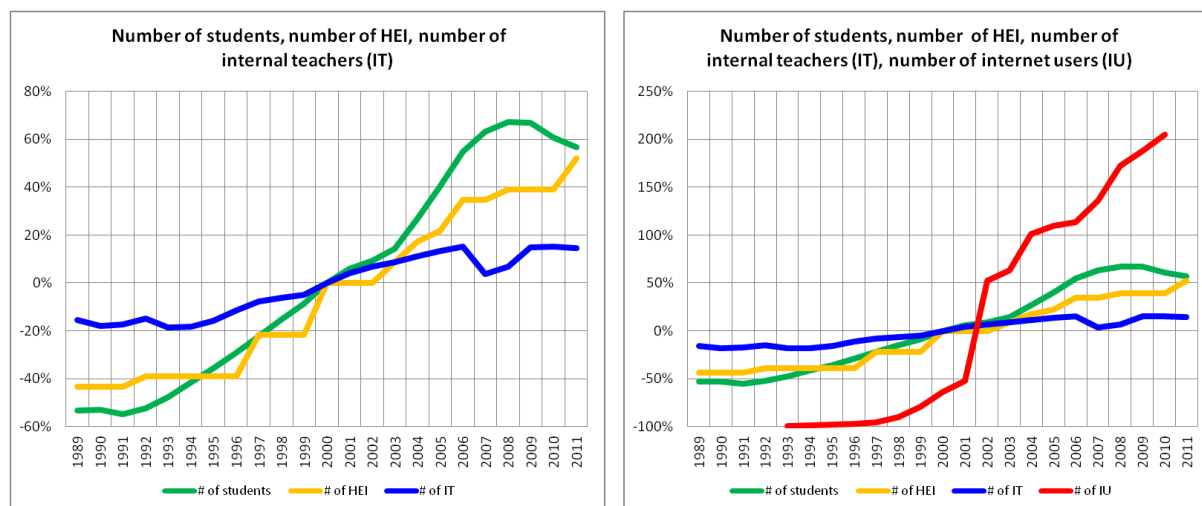 Number of students, number of HEI, number of
internal teachers (IT)
80%
60%
40%
20%
0%
-20%
-40%
-60%
1989 1990 1991 1992 1993 1994 1995 1996 1997 1998 1999 2000 2001 2002 2003 2004 2005 2006 2007 2008 2009 2010 2011
# of students # of HEI # of IT
Number of students, number of HEI, number of
internal teachers (IT), number of internet users (IU)
250%
200%
150%
100%
50%
0%
-50%
-100%
1989 1990 1991 1992 1993 1994 1995 1996 1997 1998 1999 2000 2001 2002 2003 2004 2005 2006 2007 2008 2009 2010 2011
# of students # of HEI # of IT # of IU